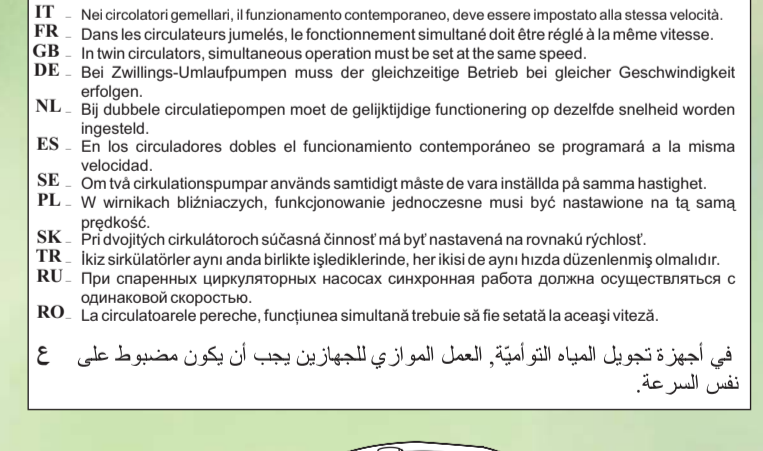 IT – Nei circolatori gemellari, il funzionamento contemporaneo, deve essere impostato alla stessa velocità.
FR – Dans les circulateurs jumelés, le fonctionnement simultané doit être réglé à la même vitesse.
GB – In twin circulators, simultaneous operation must be set at the same speed.
DE – Bei Zwillings-Umlaufpumpen muss der gleichzeitige Betrieb bei gleicher Geschwindigkeit
erfolgen.
NL – Bij dubbele circulatiepompen moet de gelijktijdige functionering op dezelfde snelheid worden
ingesteld.
ES – En los circuladores dobles el funcionamiento contemporáneo se programará a la misma
velocidad.
SE – Om två cirkulationspumpar används samtidigt måste de vara inställda på samma hastighet.
PL – W wirnikach bliźniaczych, funkcjonowanie jednoczesne musi być nastawione na tą samą
prędkość.
SK – Pri dvojitých cirkulátoroch súčasná činnosť má byť nastavená na rovnakú rýchlosť.
TR – İkiz sirkülatörler aynı anda birlikte işlediklerinde, her ikisi de aynı hızda düzenlenmiş olmalıdır.
RU – При спаренных циркуляторных насосах синхронная работа должна осуществляться с
одинаковой скоростью.
RO – La circulatoarele pereche, funcţiunea simultană trebuie să fie setată la aceaşi viteză.
ع في أجهزة تجويل المياه التوأميّة, العمل الموازي للجهازين يجب أن يكون مضبوط على
نفس السرعة.